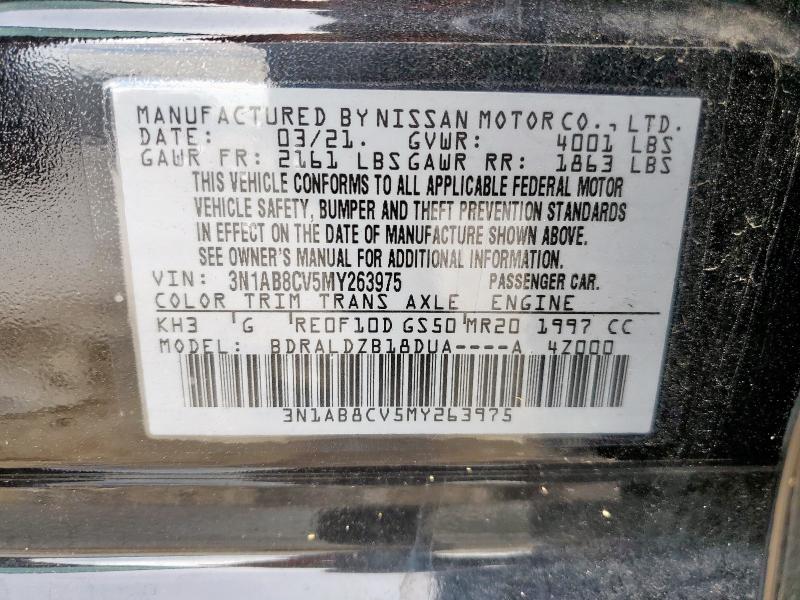 MANUFACTURED BY NISSAN MOTOR CO., LTD.
DATE: 03/21. GVWR: 4001 LBS
GAWR FR: 2161 LBS GAWR RR: 1863 LBS
THIS VEHICLE CONFORMS TO ALL APPLICABLE FEDERAL MOTOR
VEHICLE SAFETY, BUMPER AND THEFT PREVENTION STANDARDS
IN EFFECT ON THE DATE OF MANUFACTURE SHOWN ABOVE.
SEE OWNER'S MANUAL FOR ADDITIONAL INFORMATION.
VIN: 3N1AB8CV5MY263975 PASSENGER CAR.
COLOR TRIM TRANS AXLE ENGINE
KH3 G RE0F10D GS50 MR20 1997 CC
MODEL: BDRALDZB18DUA----A 4Z000
3N1AB8CV5MY263975